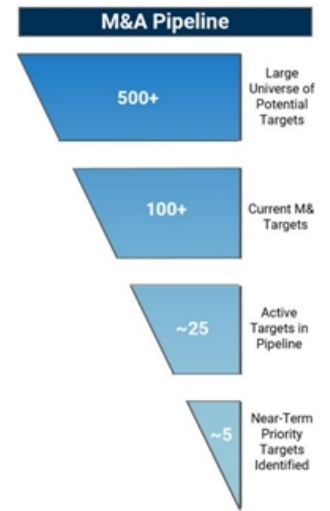 M&A Pipeline
500+
Large
Universe of
Potential
Targets
100+
Current M&
Targets
~25
Active
Targets in
Pipeline
~5
Near-Term
Priority
Targets
Identified